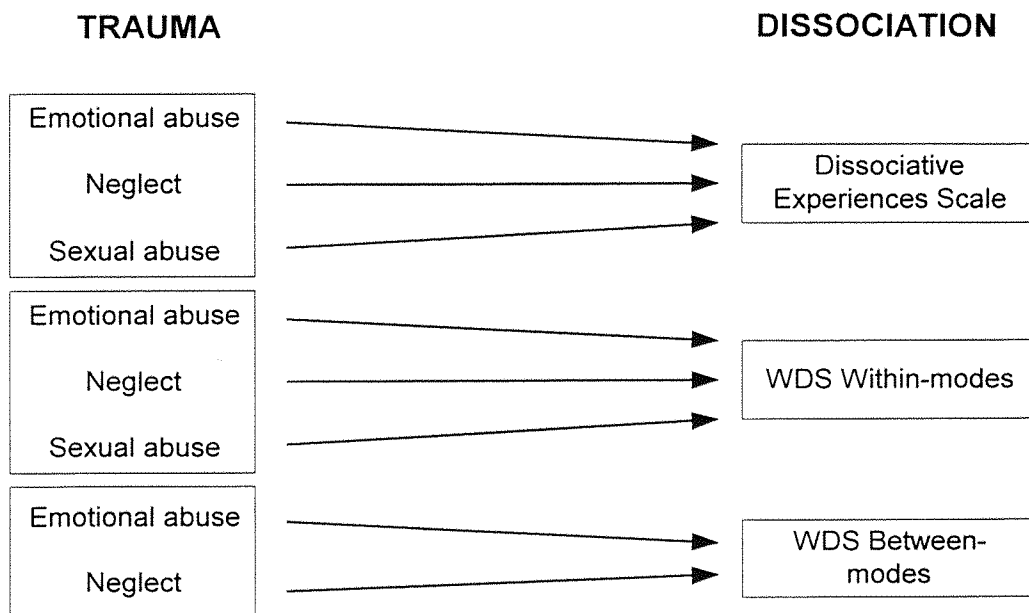 TRAUMA
DISSOCIATION
Emotional abuse
Neglect
Sexual abuse
Dissociative
Experiences Scale
Emotional abuse
Neglect
Sexual abuse
WDS Within-modes
Emotional abuse
Neglect
WDS Between-
modes